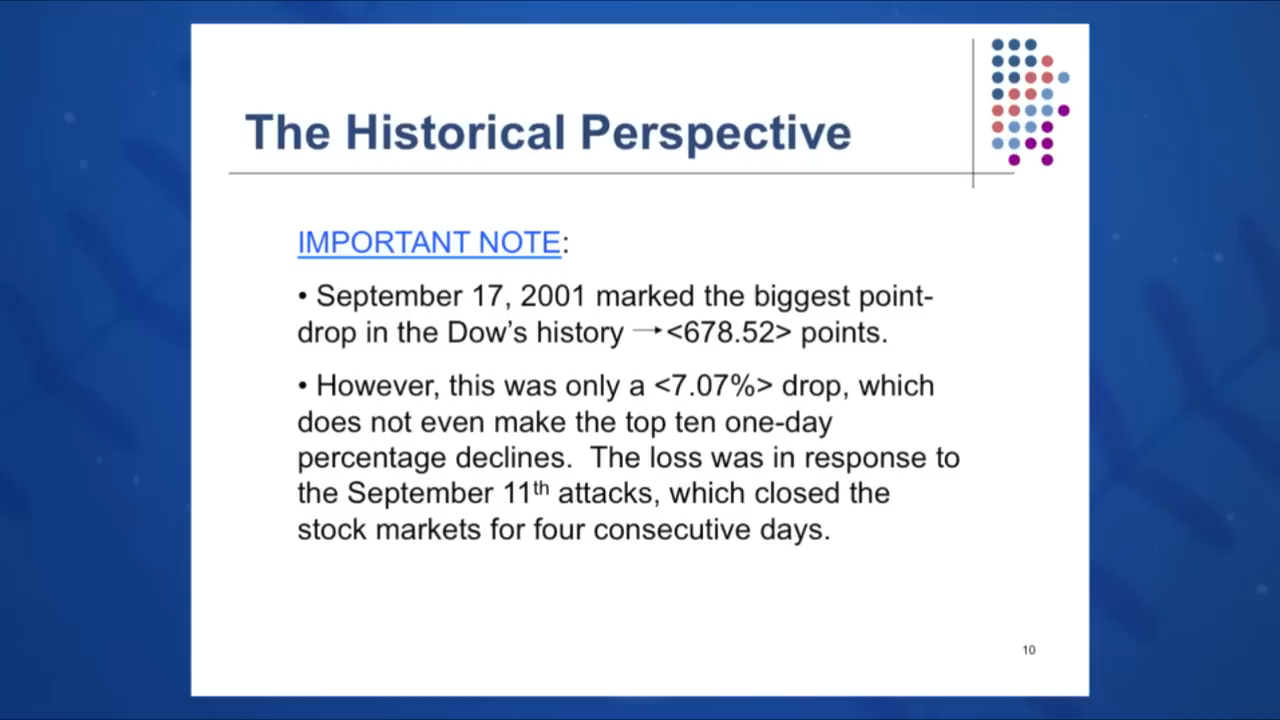 The Historical Perspective
IMPORTANT NOTE:
• September 17, 2001 marked the biggest point-
drop in the Dow's history →<678.52> points.
• However, this was only a <7.07%> drop, which
does not even make the top ten one-day
percentage declines.  The loss was in response to
the September 11th attacks, which closed the
stock markets for four consecutive days.
10